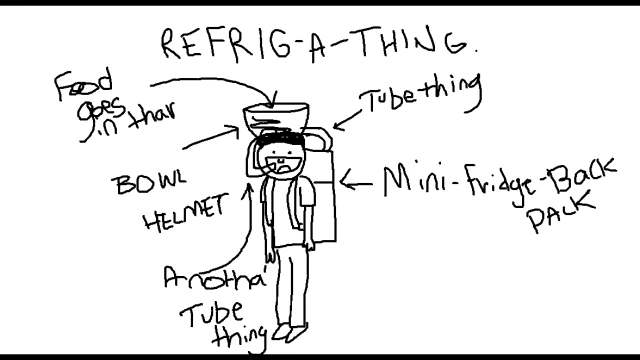 REFRIG-A-THING.
Food
goes
in thar
Tube thing
BOWL
HELMET
Mini-fridge-Back
PACK
Anotha'
TUBE
thing